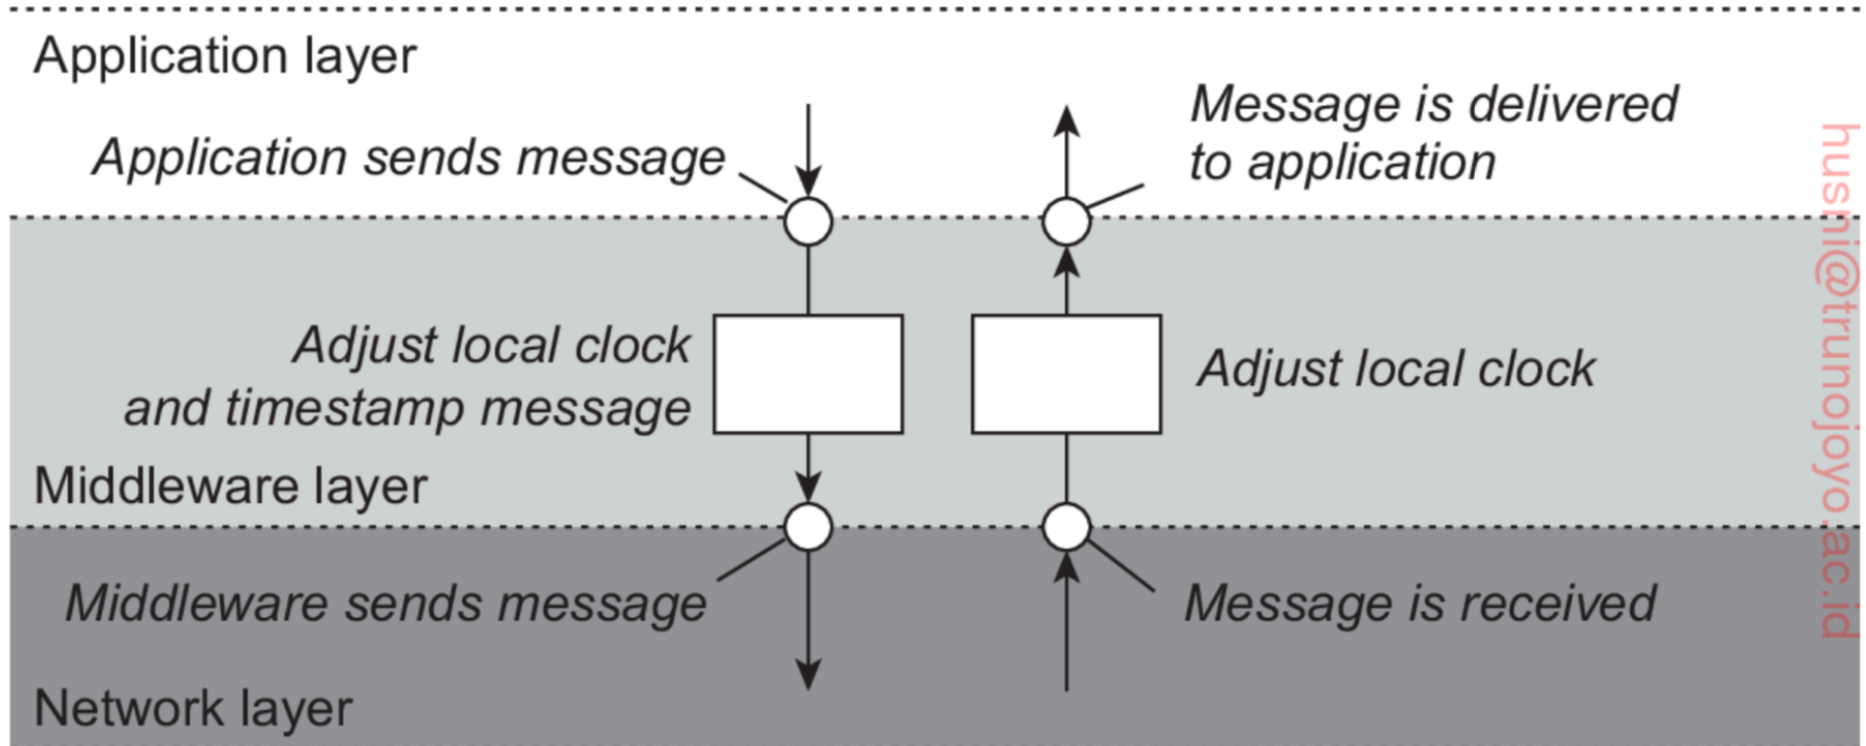 Application layer
Application sends message
Message is delivered
to application
Adjust local clock
and timestamp message
Adjust local clock
Middleware layer
Middleware sends message
Message is received
Network layer
husni@trunojoyo.ac.id